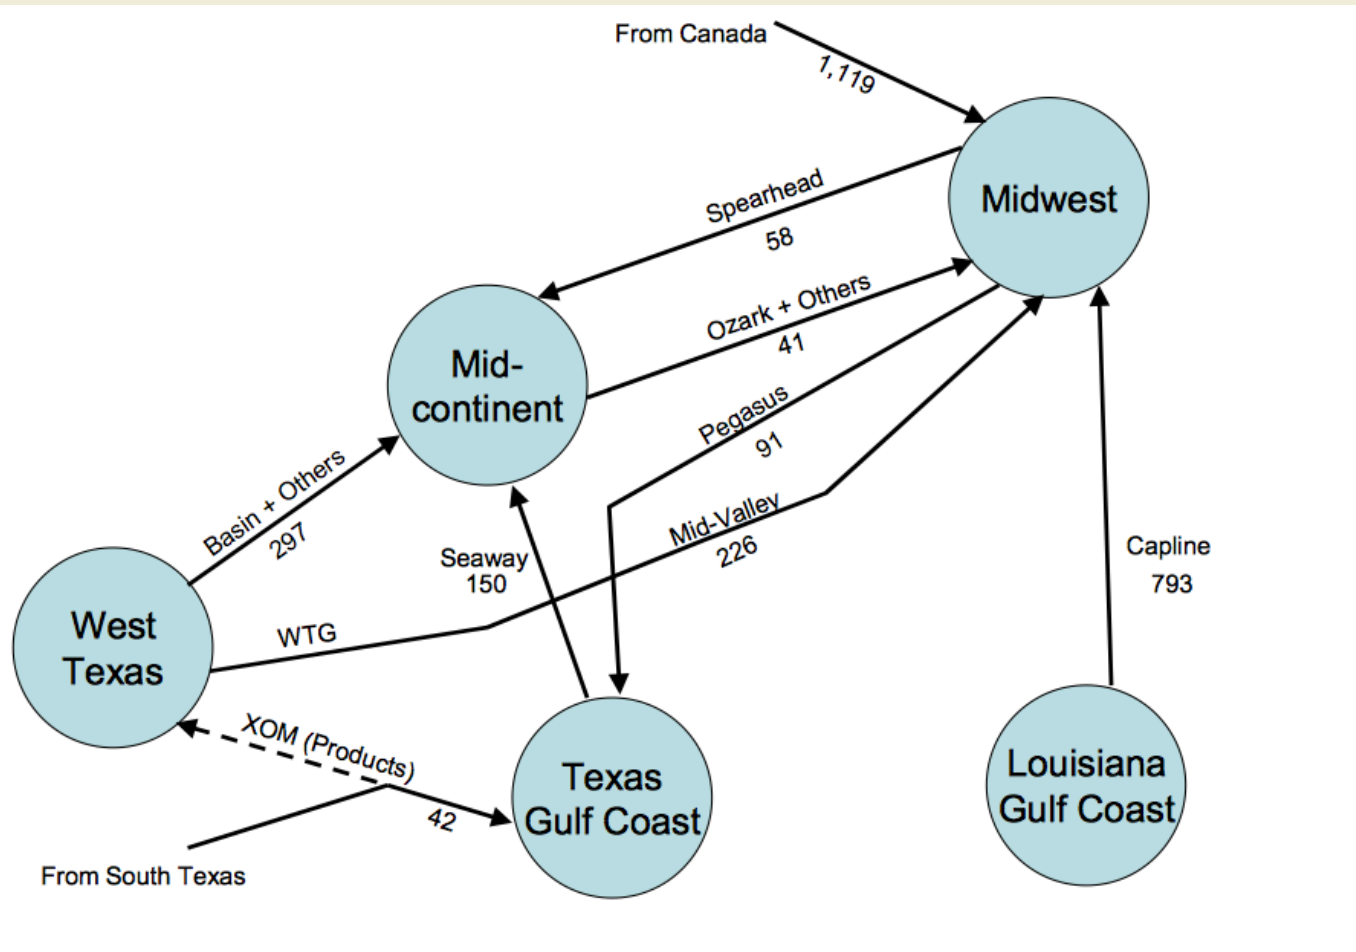 From Canada
1,119
Midwest
Spearhead
58
Ozark + Others
41
Mid-
continent
Pegasus
91
Basin + Others
297
Mid-Valley
226
Seaway
150
Capline
793
West
Texas
WTG
XOM (Products)
42
Texas
Gulf Coast
Louisiana
Gulf Coast
From South Texas